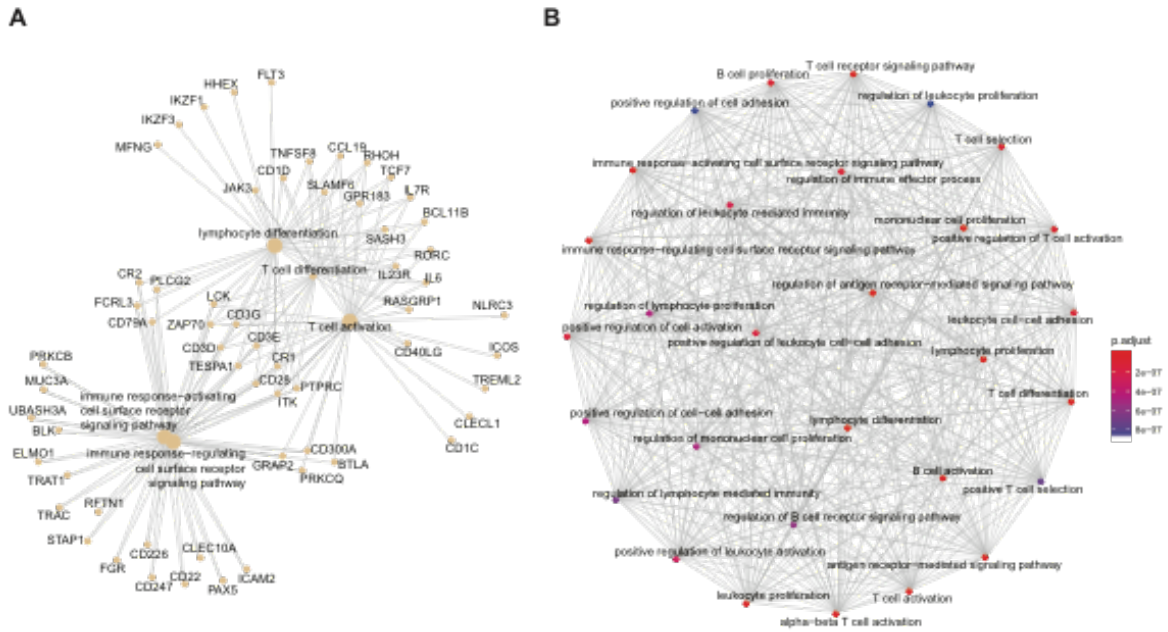 A
B
FLT3
HHEX
IKZF1
IKZF3
MFNG
JAK3
TNFSF8
CD1D
CCL19
RHOH
SLAMF6
TCF7
GPR183
IL7R
BCL11B
SASH3
RORC
IL23R
IL6
lymphocyte differentiation
T cell differentiation
T cell activation
CR2
PLCG2
FCRL3
CD79A
LCK
CD3G
ZAP70
CD3E
CD3D
TESPA1
CR1
CD28
ITK
PTPRC
RASGRP1
NLRC3
CD40LG
ICOS
TREML2
CLECL1
CD1C
PRKCB
MUC3A
UBASH3A
BLK
ELMO1
TRAT1
immune response-activating
cell surface receptor
signaling pathway
immune response-regulating
cell surface receptor
signaling pathway
CD300A
GRAP2
BTLA
PRKCQ
RFTN1
TRAC
STAP1
FGR
CD226
CD247
CD22
CLEC10A
PAX5
ICAM2
T cell receptor signaling pathway
B cell proliferation
regulation of leukocyte proliferation
positive regulation of cell adhesion
T cell selection
immune response-activating cell surface receptor signaling pathway
regulation of immune effector process
regulation of leukocyte mediated immunity
mononuclear cell proliferation
positive regulation of T cell activation
immune response-regulating cell surface receptor signaling pathway
regulation of antigen receptor-mediated signaling pathway
regulation of lymphocyte proliferation
leukocyte cell-cell adhesion
positive regulation of cell activation
positive regulation of leukocyte cell-cell adhesion
lymphocyte proliferation
T cell differentiation
positive regulation of cell-cell adhesion
lymphocyte differentiation
regulation of mononuclear cell proliferation
B cell activation
positive T cell selection
regulation of lymphocyte mediated immunity
regulation of B cell receptor signaling pathway
positive regulation of leukocyte activation
antigen receptor-mediated signaling pathway
leukocyte proliferation
T cell activation
alpha-beta T cell activation
p.adjust
2e-07
4e-07
6e-07
8e-07